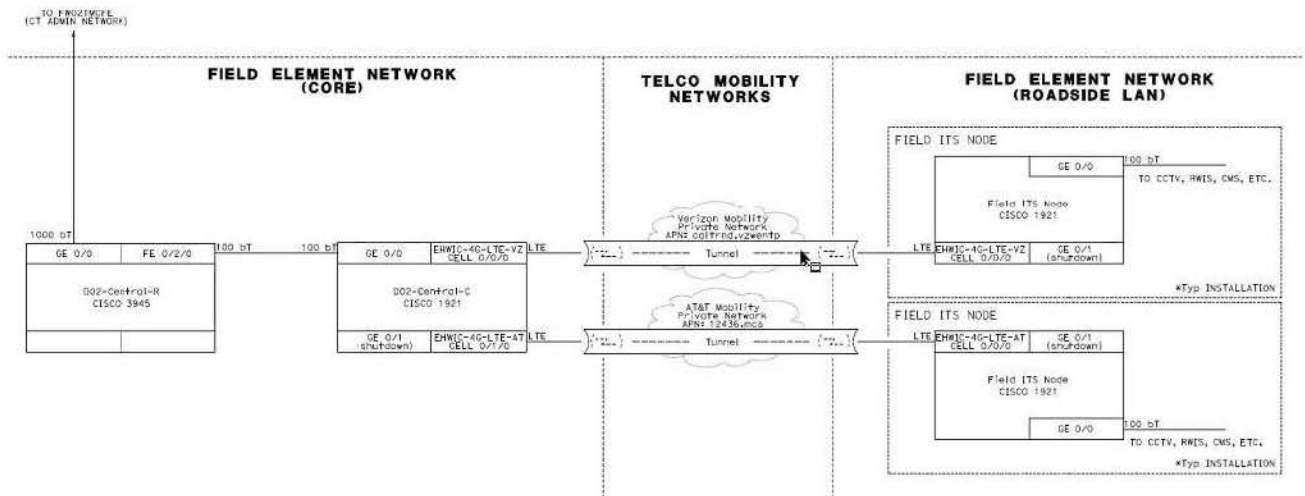 TO FW02TMCFE
(CT ADMIN NETWORK)
FIELD ELEMENT NETWORK
(CORE)
TELCO MOBILITY
NETWORKS
FIELD ELEMENT NETWORK
(ROADSIDE LAN)
1000 bT
GE 0/0
FE 0/2/0
100 bT
D02-Central-R
CISCO 3945
100 bT
GE 0/0
EHWIC-4G-LTE-VZ
CELL 0/0/0
LTE
D02-Central-C
CISCO 1921
GE 0/1
(shutdown)
EHWIC-4G-LTE-AT
CELL 0/1/0
LTE
Verizon Mobility
Private Network
APN: caltrnd.vzwentp
Tunnel
AT&T Mobility
Private Network
APN: 12436.mcs
Tunnel
FIELD ITS NODE
GE 0/0
100 bT
TO CCTV, RWIS, CMS, ETC.
Field ITS Node
CISCO 1921
LTE
EHWIC-4G-LTE-VZ
CELL 0/0/0
GE 0/1
(shutdown)
*Typ INSTALLATION
FIELD ITS NODE
LTE
EHWIC-4G-LTE-AT
CELL 0/0/0
GE 0/1
(shutdown)
Field ITS Node
CISCO 1921
GE 0/0
100 bT
TO CCTV, RWIS, CMS, ETC.
*Typ INSTALLATION